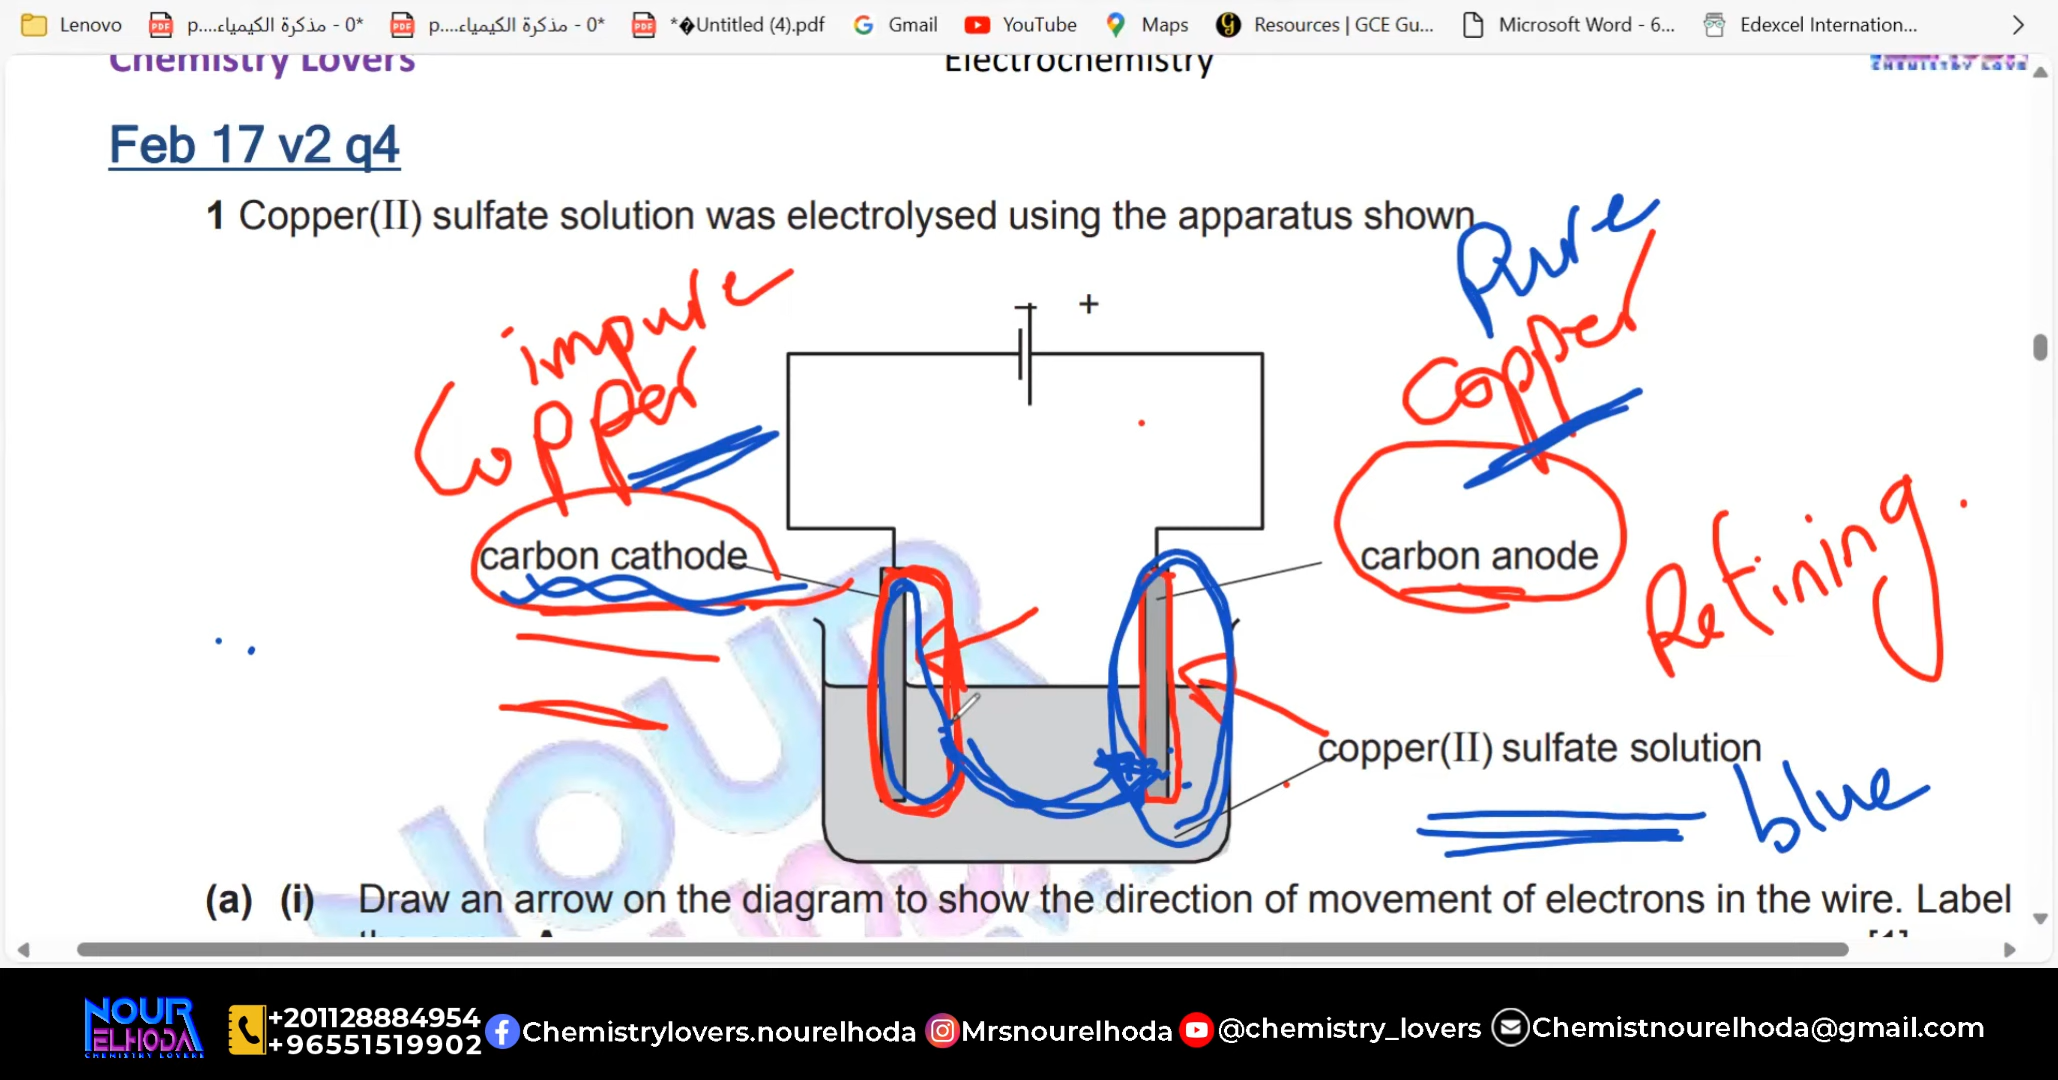 Lenovo
p....مذكرة الكيمياء - 0*
p....مذكرة الكيمياء - 0*
*�Untitled (4).pdf
Gmail
YouTube
Maps
Resources | GCE Gu...
Microsoft Word - 6...
Edexcel Internation...
Chemistry Lovers
Electrochemistry
Feb 17 v2 q4
1 Copper(II) sulfate solution was electrolysed using the apparatus shown
Pure
impure
+
Copper
Copper
carbon cathode
carbon anode
Refining
copper(II) sulfate solution
blue
(a) (i) Draw an arrow on the diagram to show the direction of movement of electrons in the wire. Label
NOUR
ELHODA
CHEMISTRY LOVERS
+201128884954
+96551519902
Chemistrylovers.nourelhoda
Mrsnourelhoda
@chemistry_lovers
Chemistnourelhoda@gmail.com